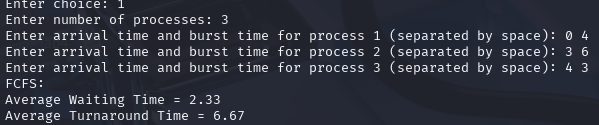 Enter choice: 1
Enter number of processes: 3
Enter arrival time and burst time for process 1 (separated by space): 0 4
Enter arrival time and burst time for process 2 (separated by space): 3 6
Enter arrival time and burst time for process 3 (separated by space): 4 3
FCFS:
Average Waiting Time = 2.33
Average Turnaround Time = 6.67